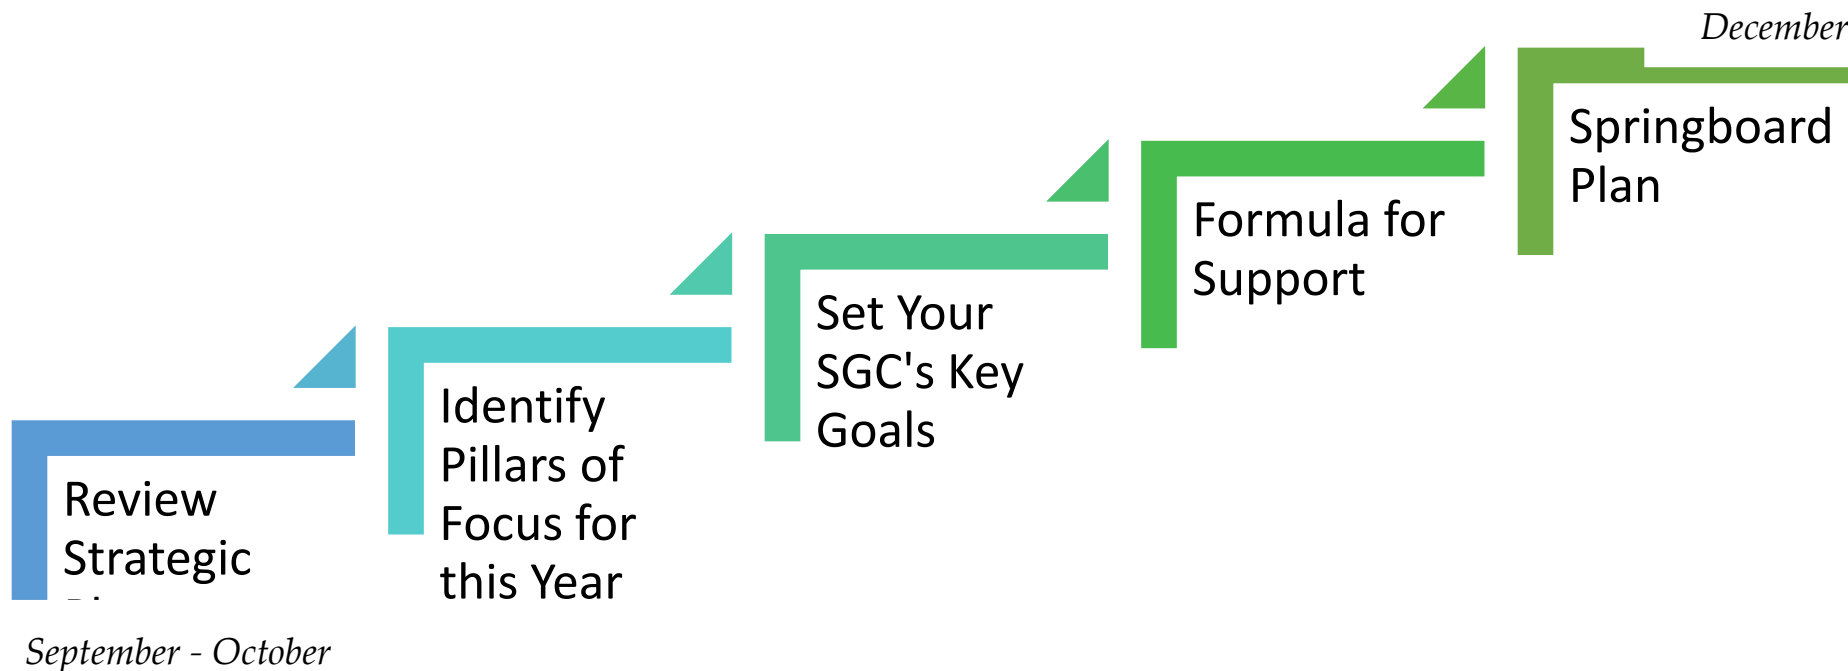 December
Springboard
Plan
Formula for
Support
Set Your
SGC's Key
Goals
Identify
Pillars of
Focus for
this Year
Review
Strategic
September - October